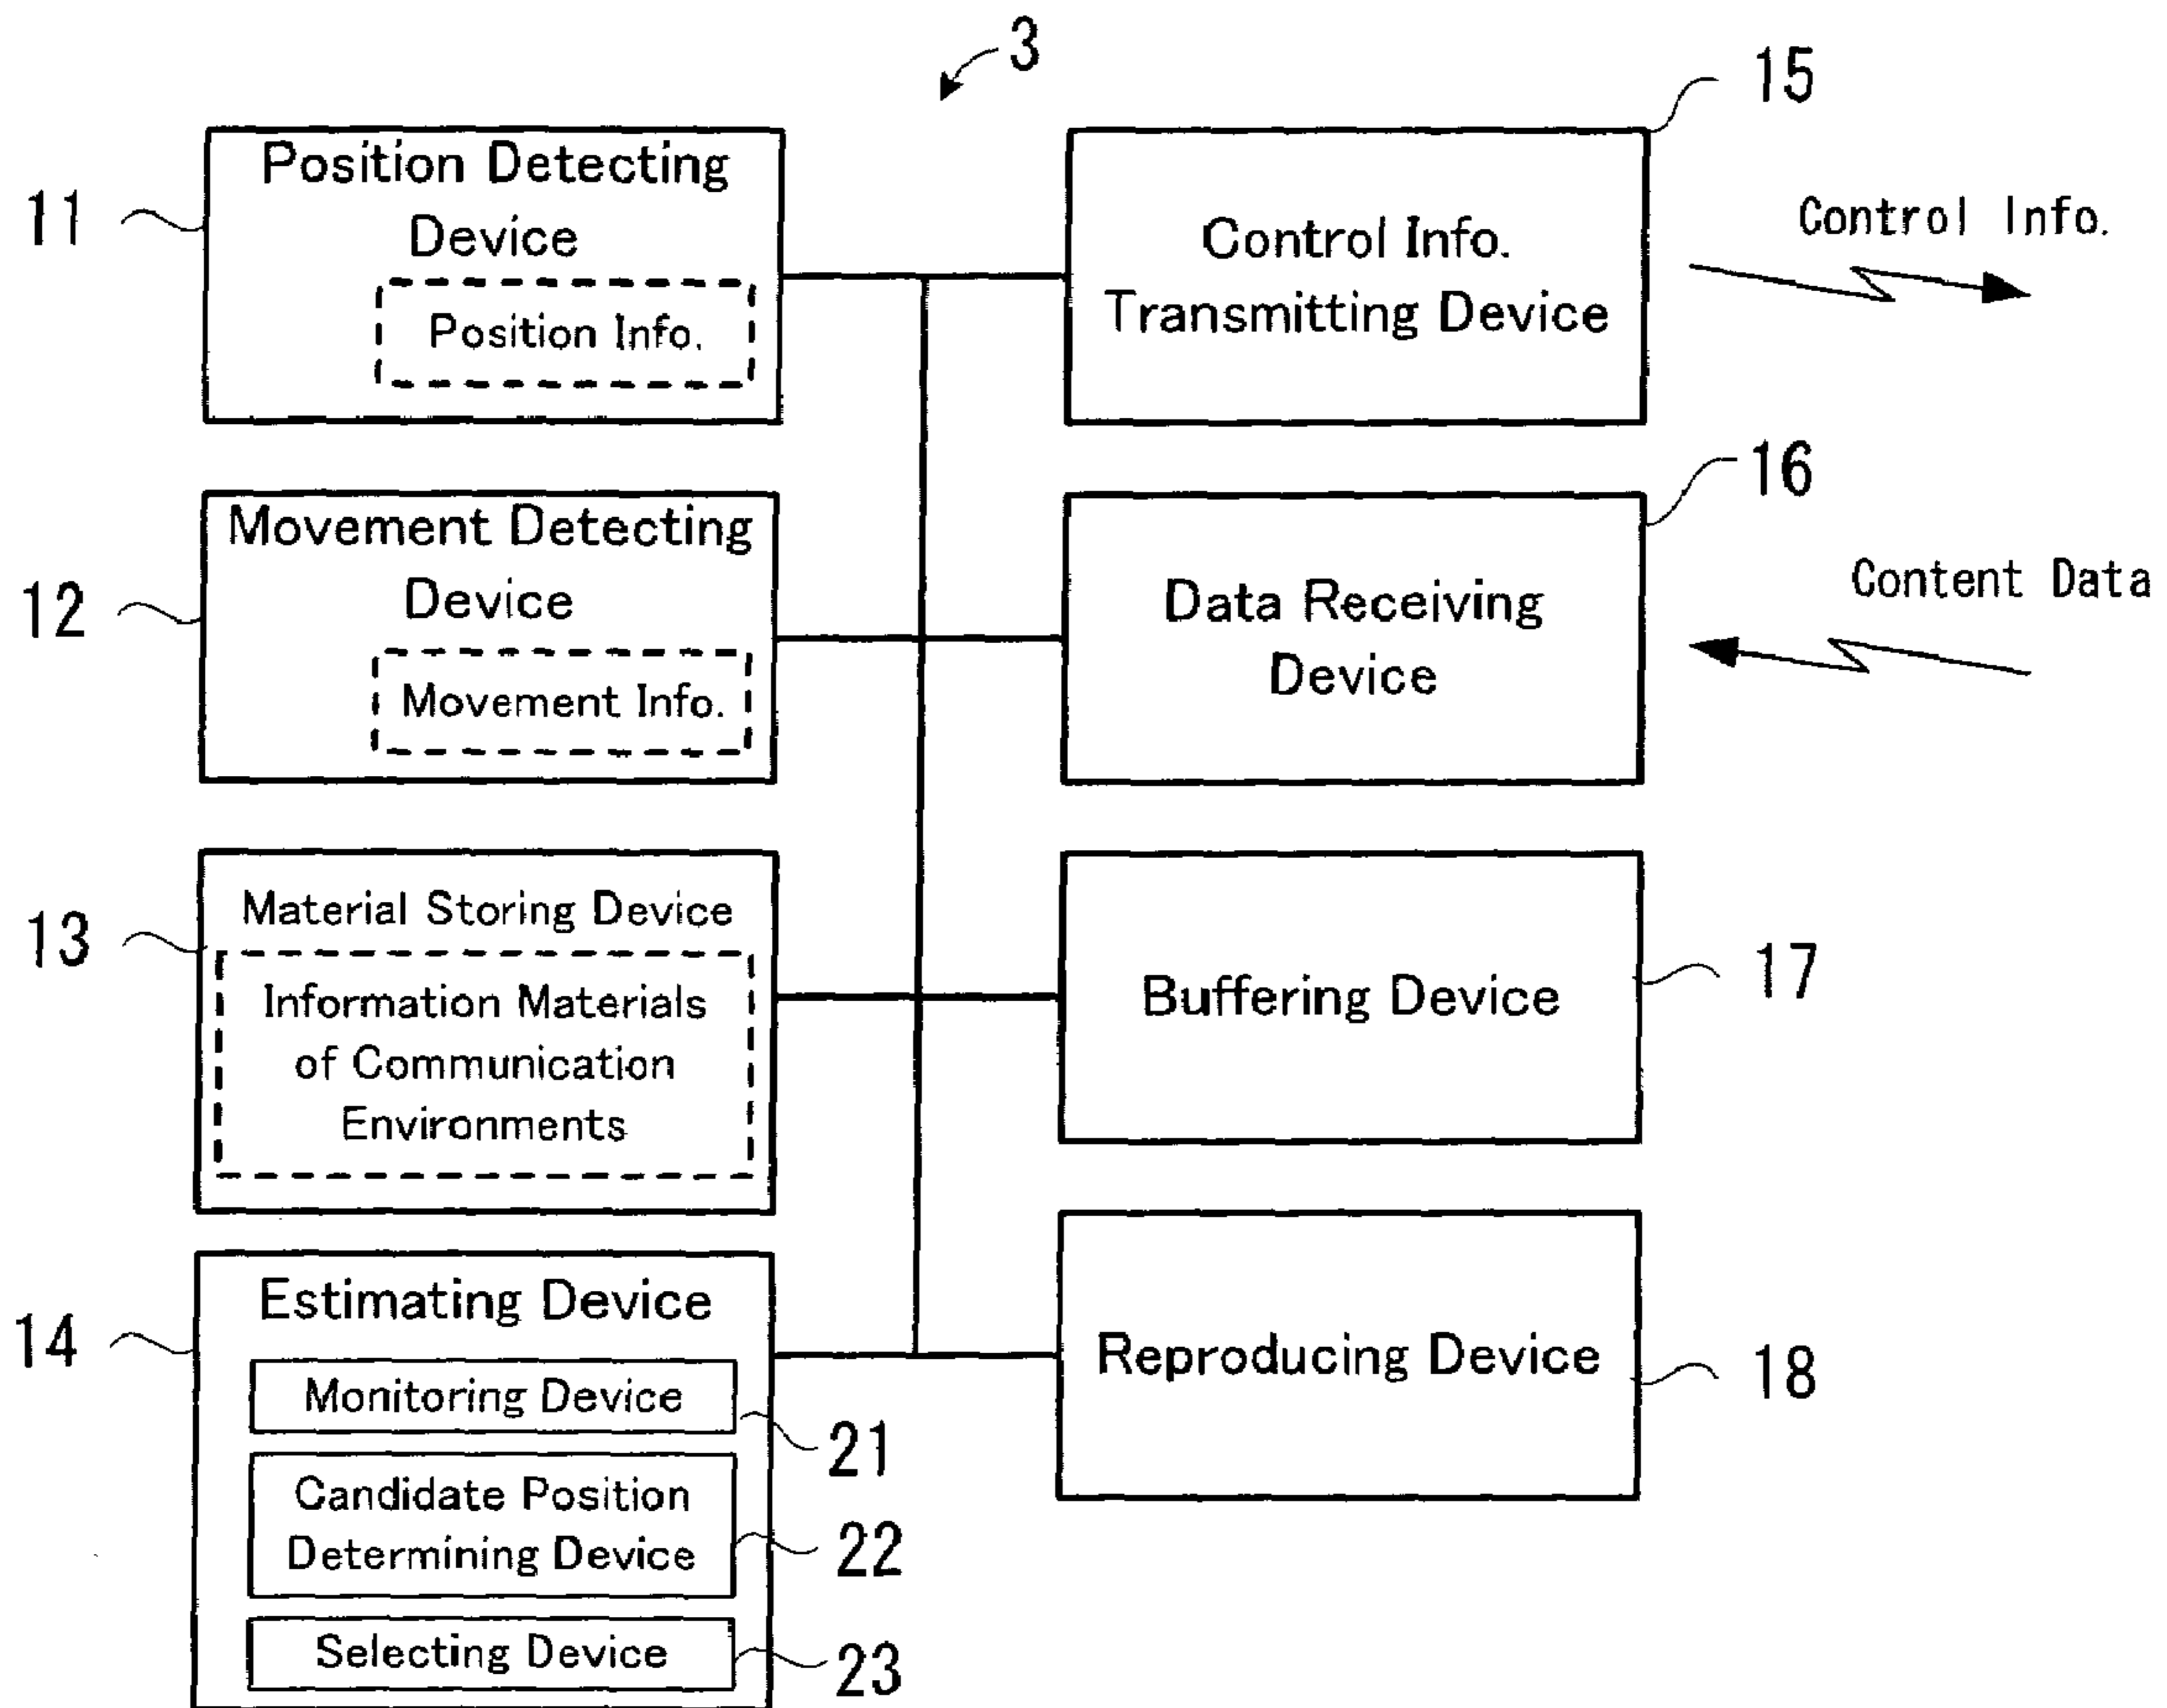 3
11
Position Detecting
Device
Position Info.
15
Control Info.
Transmitting Device
Control Info.
12
Movement Detecting
Device
Movement Info.
16
Data Receiving
Device
Content Data
13
Material Storing Device
Information Materials
of Communication
Environments
17
Buffering Device
14
Estimating Device
Monitoring Device
21
Candidate Position
Determining Device
22
Selecting Device
23
Reproducing Device
18